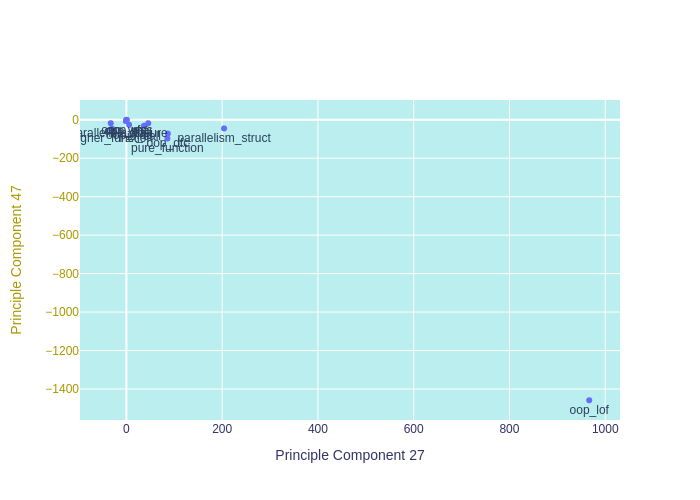 0
−200
−400
−600
−800
−1000
−1200
−1400
Principle Component 47
parallelism_struct
pure_function
oop_lof
0
200
400
600
800
1000
Principle Component 27